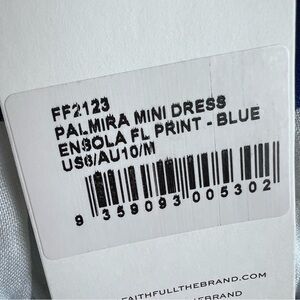 FF2123
PALMIRA MINI DRESS
ENSOLA FL PRINT - BLUE
US6/AU10/M
9 359093 005302
FAITHFULLTHEBRAND.COM